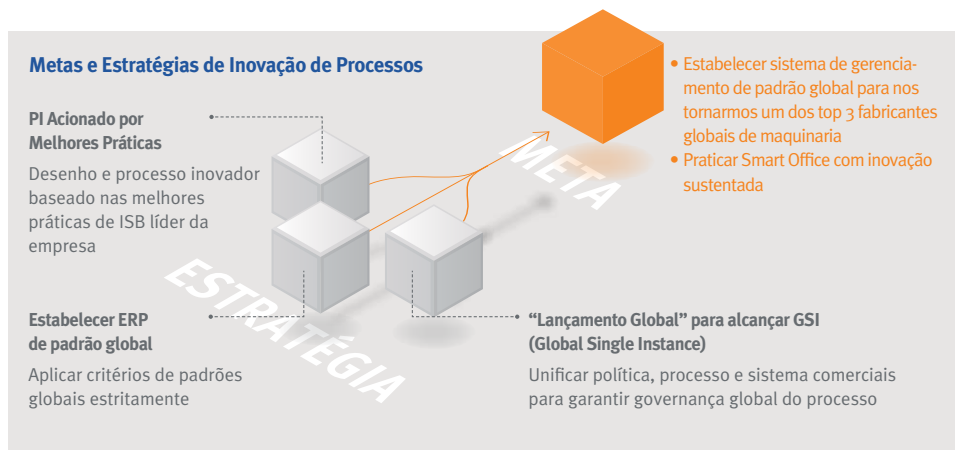 Metas e Estratégias de Inovação de Processos
PI Acionado por
Melhores Práticas
Desenho e processo inovador
baseado nas melhores
práticas de ISB líder da
empresa
Estabelecer ERP
de padrão global
Aplicar critérios de padrões
globais estritamente
ESTRATÉGIA
META
• Estabelecer sistema de gerencia-
mento de padrão global para nos
tornarmos um dos top 3 fabricantes
globais de maquinaria
• Praticar Smart Office com inovação
sustentada
“Lançamento Global” para alcançar GSI
(Global Single Instance)
Unificar política, processo e sistema comerciais
para garantir governança global do processo